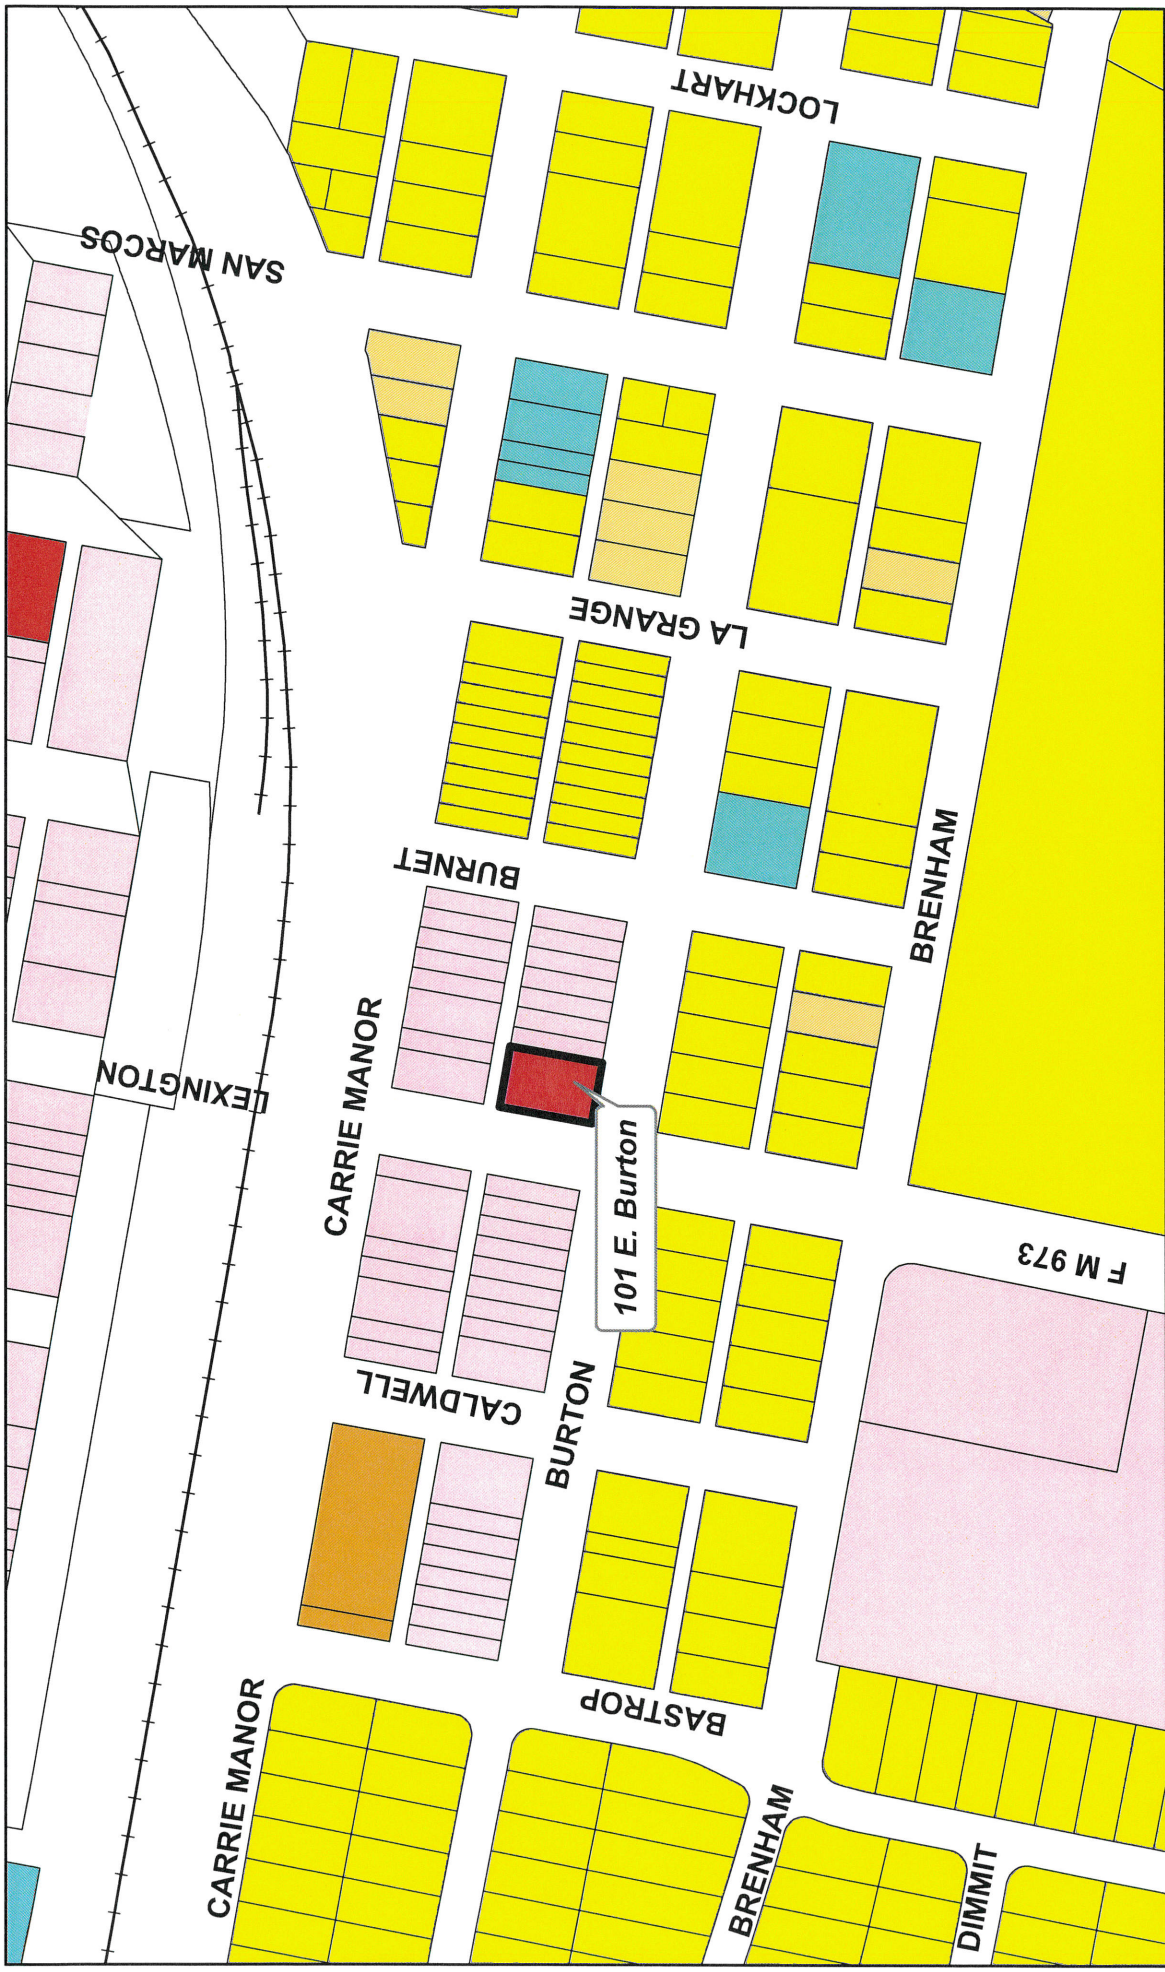 LOCKHART
SAN MARCOS
LA GRANGE
BURNET
BRENHAM
LEXINGTON
CARRIE MANOR
101 E. Burton
F M 973
CALDWELL
BURTON
BASTROP
CARRIE MANOR
BRENHAM
DIMMIT